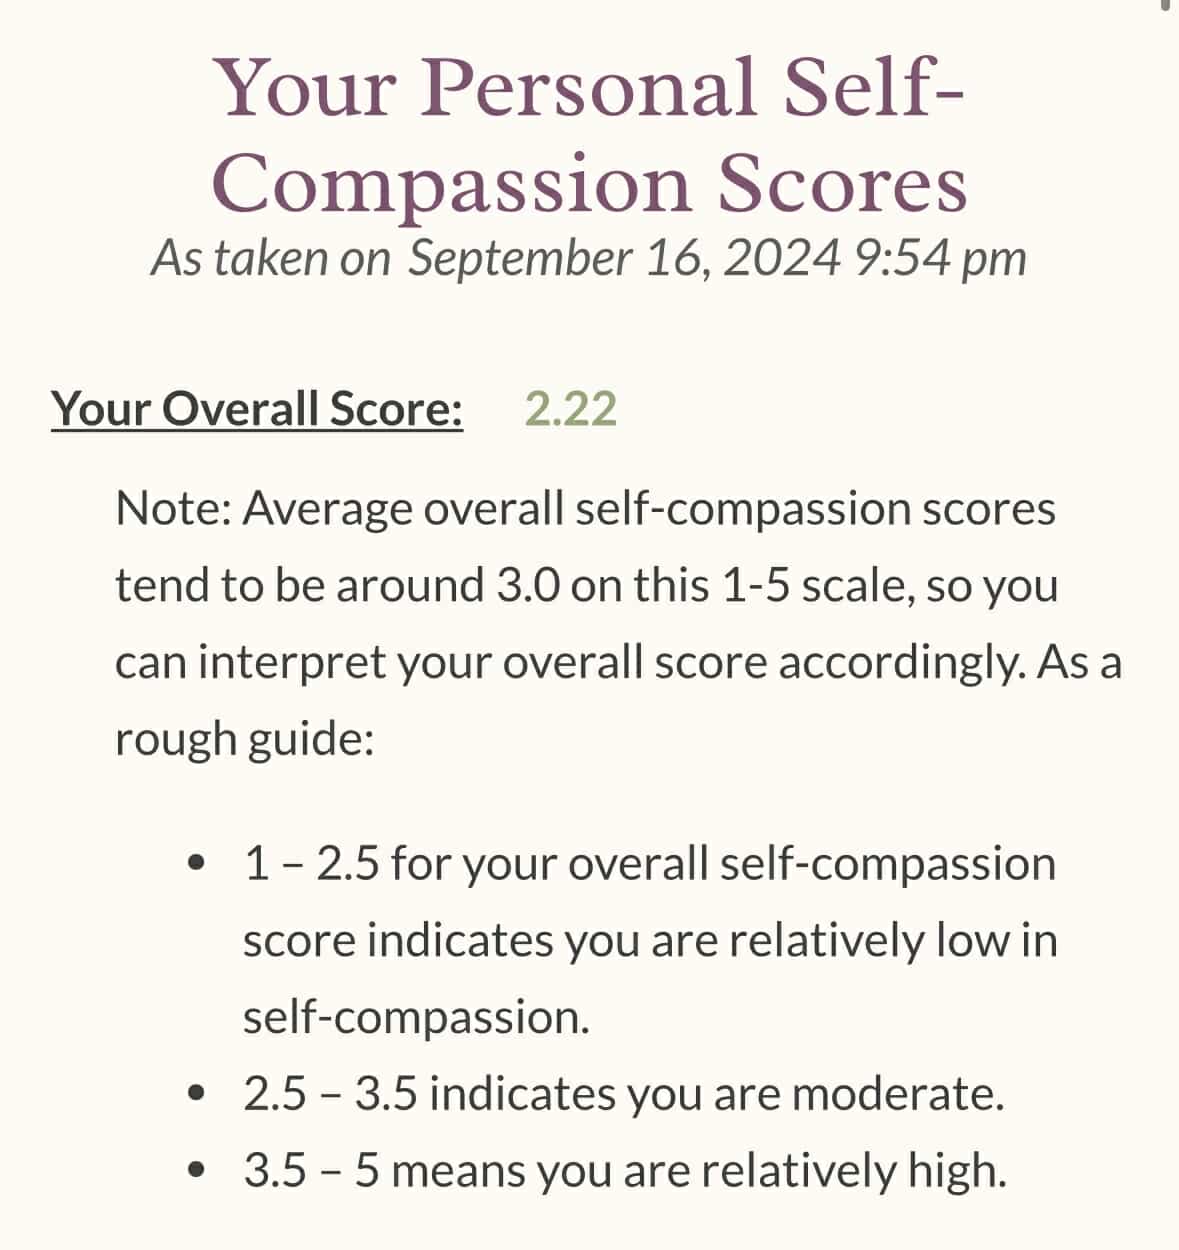 Your Personal Self-
Compassion Scores
As taken on September 16, 2024 9:54 pm
Your Overall Score: 2.22
Note: Average overall self-compassion scores
tend to be around 3.0 on this 1-5 scale, so you
can interpret your overall score accordingly. As a
rough guide:
• 1 – 2.5 for your overall self-compassion
score indicates you are relatively low in
self-compassion.
• 2.5 – 3.5 indicates you are moderate.
• 3.5 – 5 means you are relatively high.